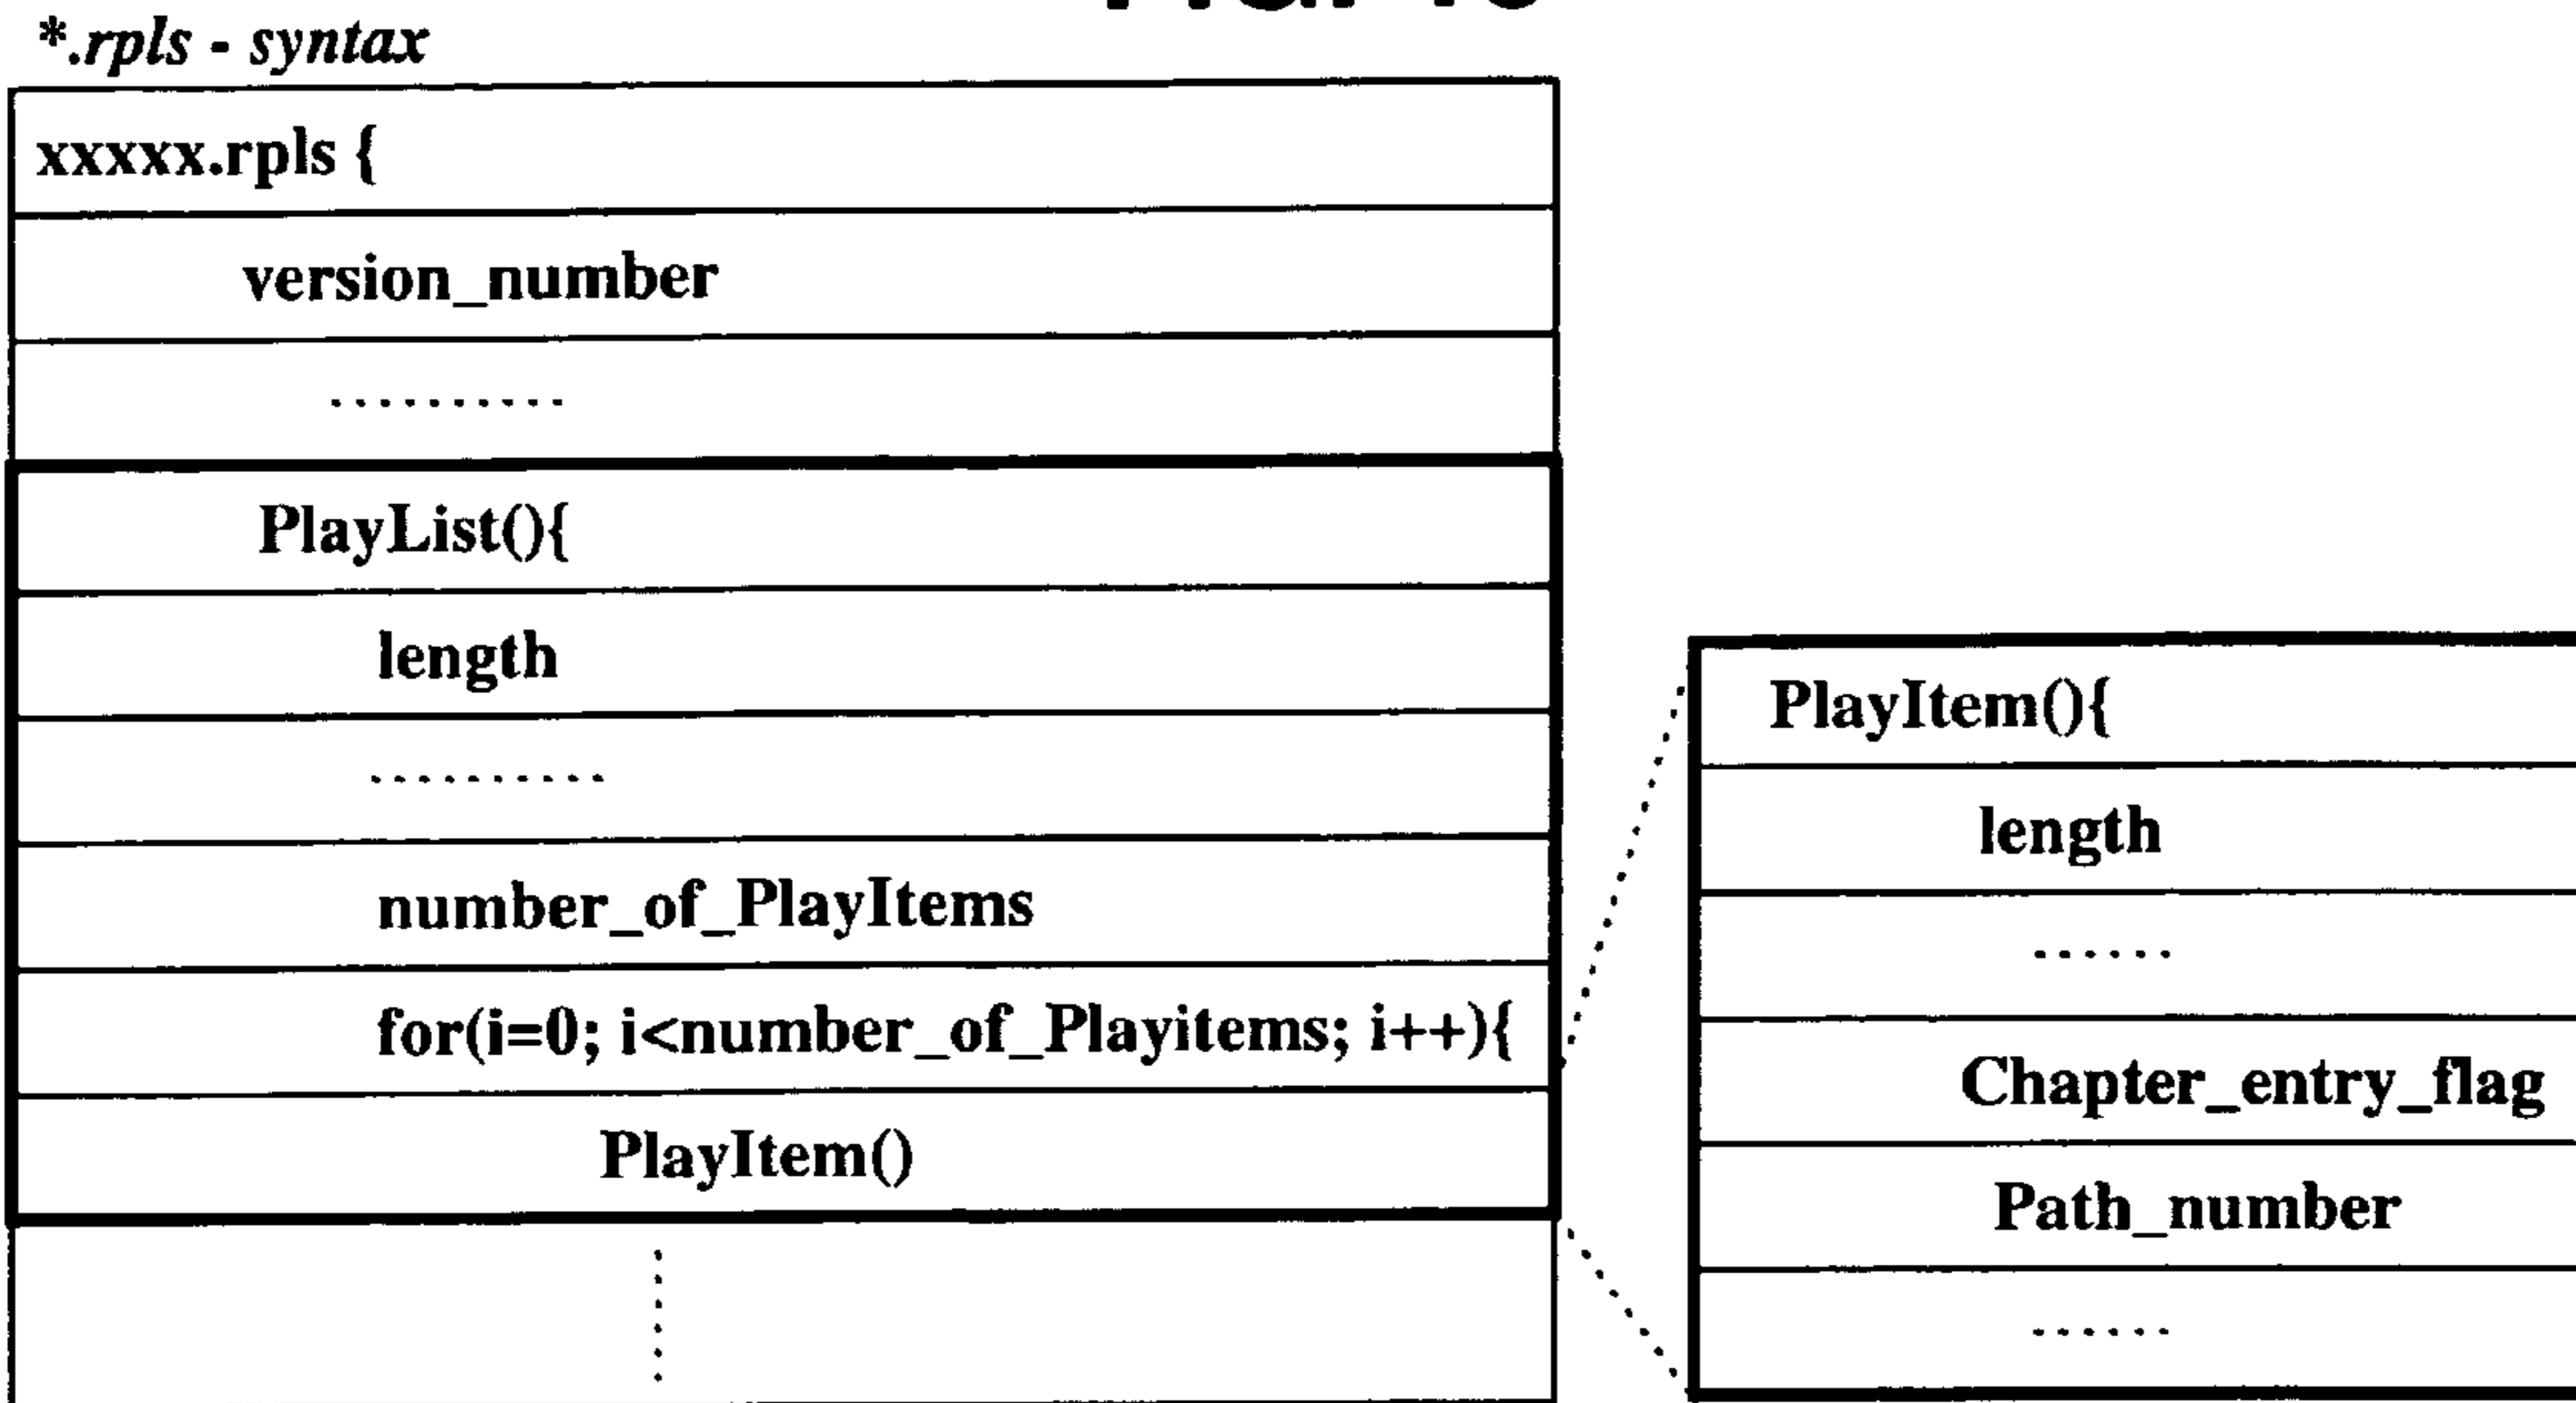 *.rpls - syntax
xxxxx.rpls {
version_number
..........
PlayList(){
length
..........
number_of_PlayItems
for(i=0; i<number_of_Playitems; i++){
PlayItem()
PlayItem(){
length
......
Chapter_entry_flag
Path_number
......